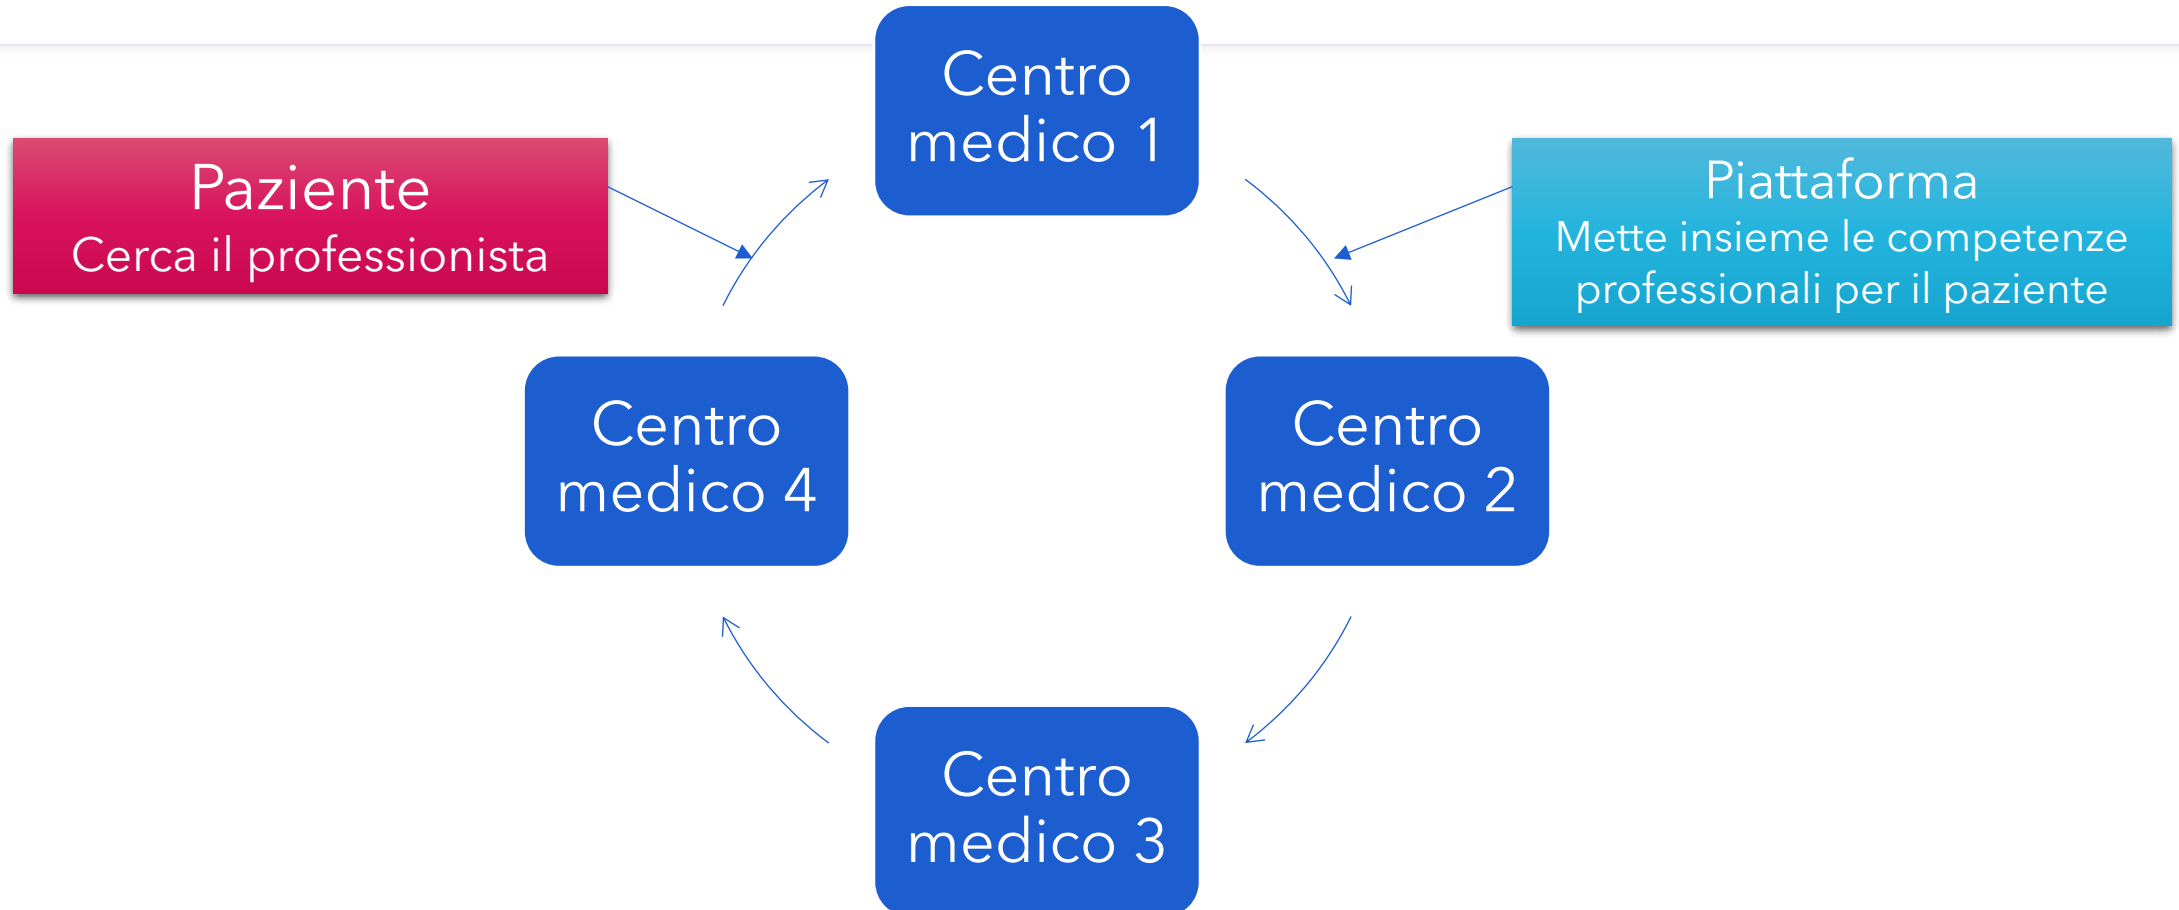 Centro
medico 1
Paziente
Cerca il professionista
Piattaforma
Mette insieme le competenze
professionali per il paziente
Centro
medico 4
Centro
medico 2
Centro
medico 3